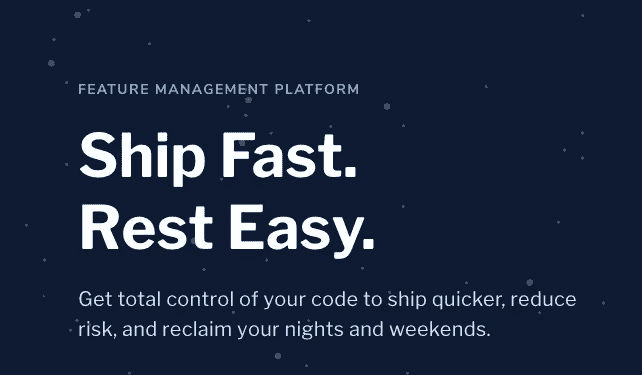 FEATURE MANAGEMENT PLATFORM
Ship Fast.
Rest Easy.
Get total control of your code to ship quicker, reduce
risk, and reclaim your nights and weekends.